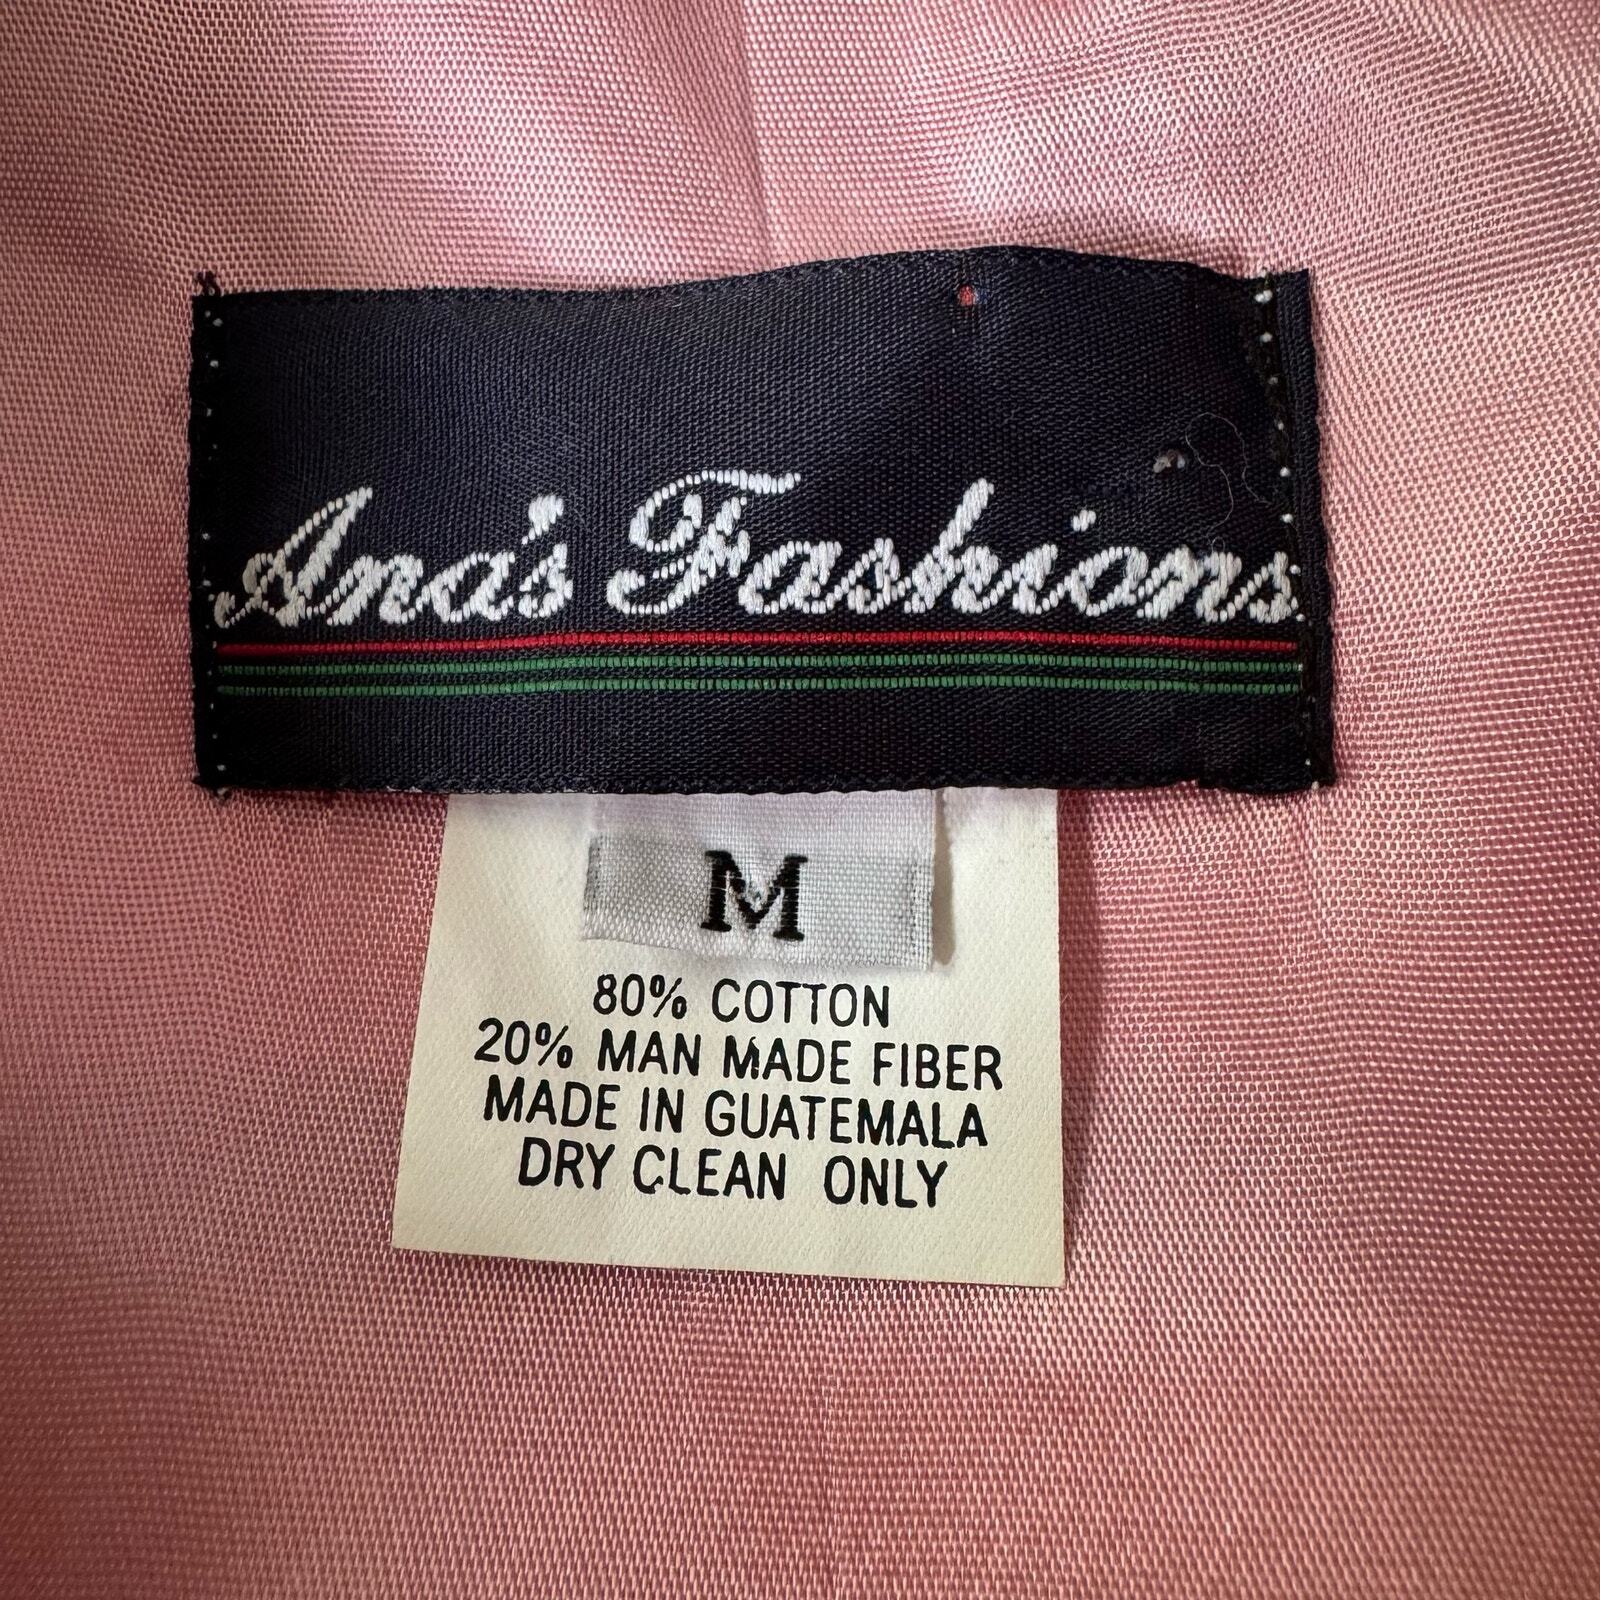 Ana's Fashions
M
80% COTTON
20% MAN MADE FIBER
MADE IN GUATEMALA
DRY CLEAN ONLY